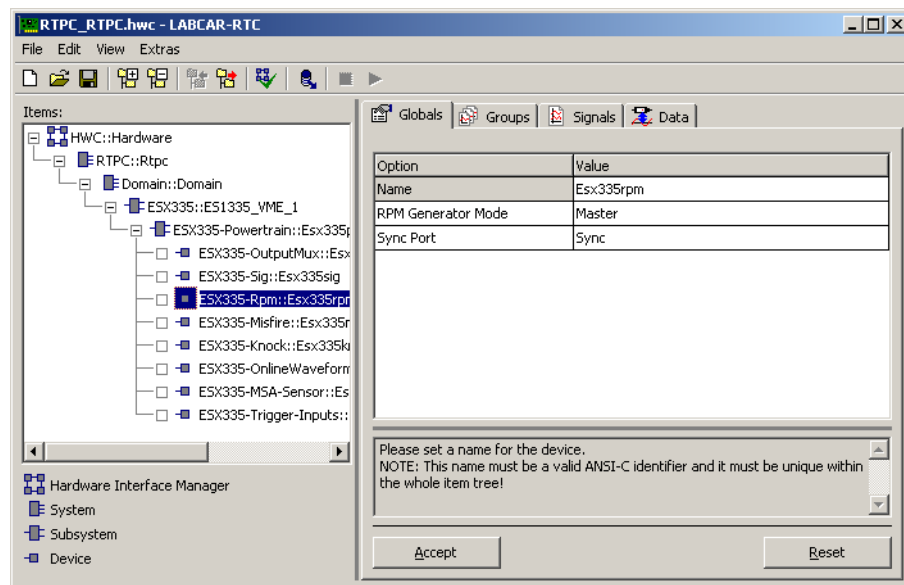 RTPC_RTPC.hwc - LABCAR-RTC
File Edit View Extras
Items:
HWC::Hardware
RTPC::Rtpc
Domain::Domain
ESX335::ES1335_VME_1
ESX335-Powertrain::Esx335p
ESX335-OutputMux::Esx
ESX335-Sig::Esx335sig
ESX335-Rpm::Esx335rpm
ESX335-Misfire::Esx335
ESX335-Knock::Esx335k
ESX335-OnlineWaveform
ESX335-MSA-Sensor::Es
ESX335-Trigger-Inputs::
Hardware Interface Manager
System
Subsystem
Device
Globals Groups Signals Data
Option Value
Name Esx335rpm
RPM Generator Mode Master
Sync Port Sync
Please set a name for the device.
NOTE: This name must be a valid ANSI-C identifier and it must be unique within
the whole item tree!
Accept Reset